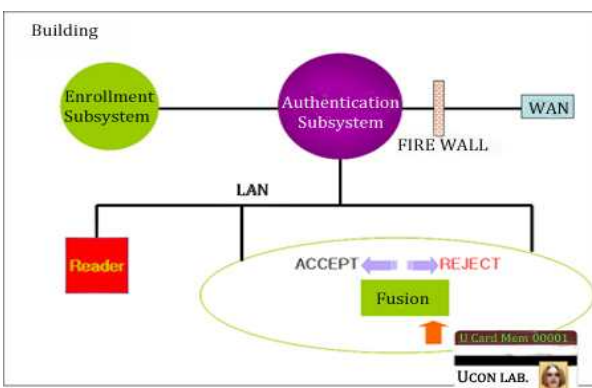 Building
Enrollment
Subsystem
Authentication
Subsystem
WAN
FIRE WALL
LAN
Reader
ACCEPT
REJECT
Fusion
U Card Mem 00001
UCON LAB.